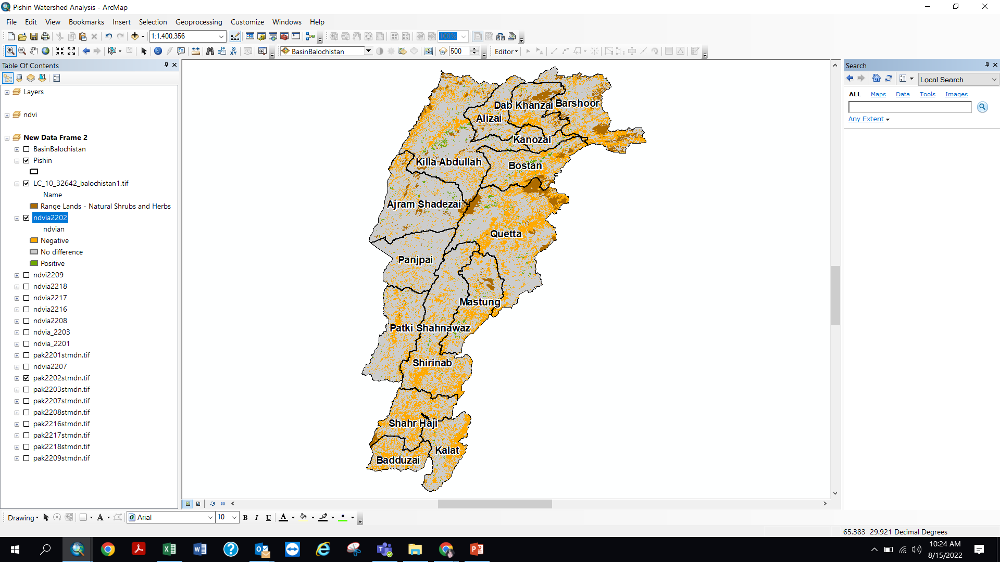 Pishin Watershed Analysis - ArcMap
File Edit View Bookmarks Insert Selection Geoprocessing Customize Windows Help
1:1,400,356
100%
BasinBalochistan
500
Editor
Table Of Contents
Layers
ndvi
New Data Frame 2
BasinBalochistan
Pishin
LC_10_32642_balochistan1.tif
Name
Range Lands - Natural Shrubs and Herbs
ndvia2202
ndvian
Negative
No difference
Positive
ndvi2209
ndvia2218
ndvia2217
ndvia2216
ndvia2208
ndvia_2203
ndvia_2201
pak2201stmdn.tif
ndvia2207
pak2202stmdn.tif
pak2203stmdn.tif
pak2207stmdn.tif
pak2208stmdn.tif
pak2216stmdn.tif
pak2217stmdn.tif
pak2218stmdn.tif
pak2209stmdn.tif
Dab Khanzai
Barshoor
Alizai
Kanozai
Killa Abdullah
Bostan
Ajram Shadezai
Quetta
Panjpai
Mastung
Patki Shahnawaz
Shirinab
Shahr Haji
Kalat
Badduzai
Search
Local Search
ALL Maps Data Tools Images
Any Extent
Drawing
Arial
10
B I U A
65.383 29.921 Decimal Degrees
10:24 AM
8/15/2022